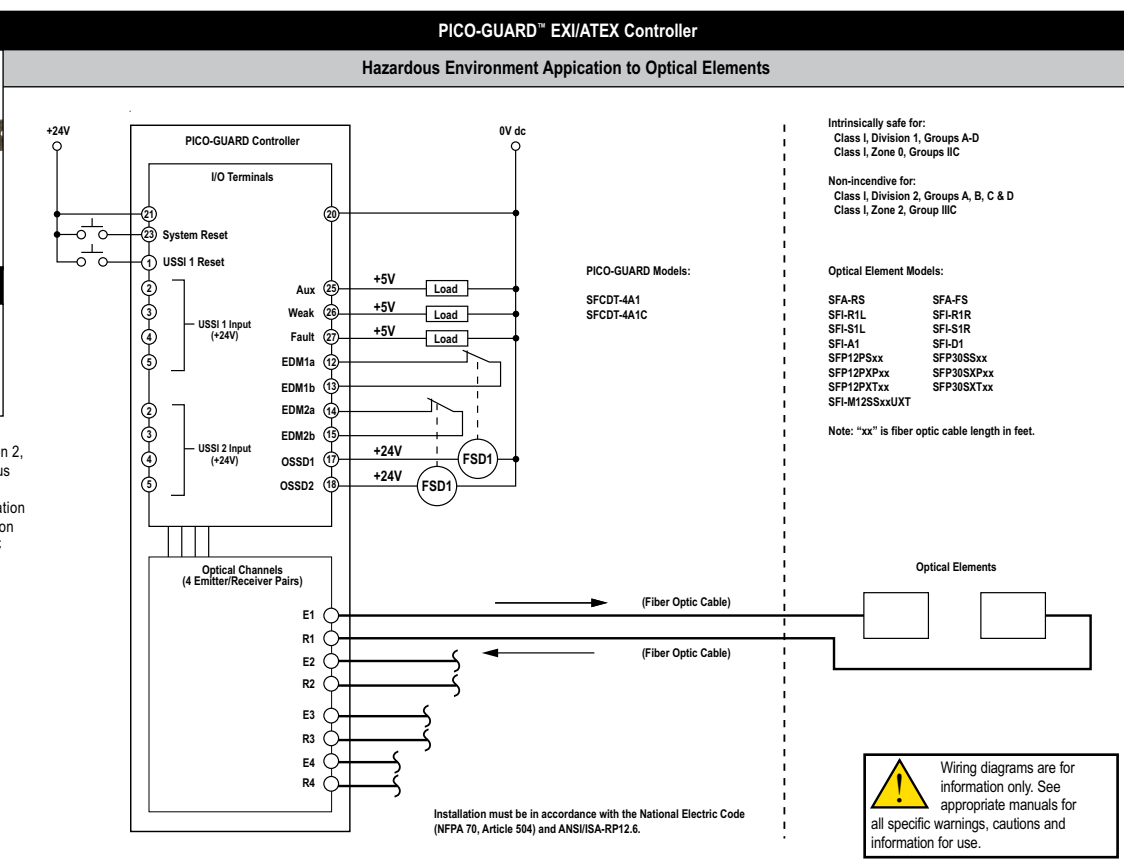 PICO-GUARD™ EXI/ATEX Controller
Hazardous Environment Appication to Optical Elements
+24V
PICO-GUARD Controller
0V dc
I/O Terminals
21
20
23 System Reset
1 USSI 1 Reset
2
3
4
5
USSI 1 Input
(+24V)
2
3
4
5
USSI 2 Input
(+24V)
Aux 25 +5V Load
Weak 26 +5V Load
Fault 27 +5V Load
EDM1a 12
EDM1b 13
EDM2a 14
EDM2b 15
OSSD1 17 +24V FSD1
OSSD2 18 +24V FSD1
Optical Channels
(4 Emitter/Receiver Pairs)
E1
R1
E2
R2
E3
R3
E4
R4
(Fiber Optic Cable)
(Fiber Optic Cable)
PICO-GUARD Models:
SFCDT-4A1
SFCDT-4A1C
Intrinsically safe for:
Class I, Division 1, Groups A-D
Class I, Zone 0, Groups IIC
Non-incendive for:
Class I, Division 2, Groups A, B, C & D
Class I, Zone 2, Group IIIC
Optical Element Models:
SFA-RS SFA-FS
SFI-R1L SFI-R1R
SFI-S1L SFI-S1R
SFI-A1 SFI-D1
SFP12PSxx SFP30SSxx
SFP12PXPxx SFP30SXPxx
SFP12PXTxx SFP30SXTxx
SFI-M12SSxxUXT
Note: "xx" is fiber optic cable length in feet.
Optical Elements
Installation must be in accordance with the National Electric Code
(NFPA 70, Article 504) and ANSI/ISA-RP12.6.
!
Wiring diagrams are for
information only. See
appropriate manuals for
all specific warnings, cautions and
information for use.
n 2,
us
ation
on